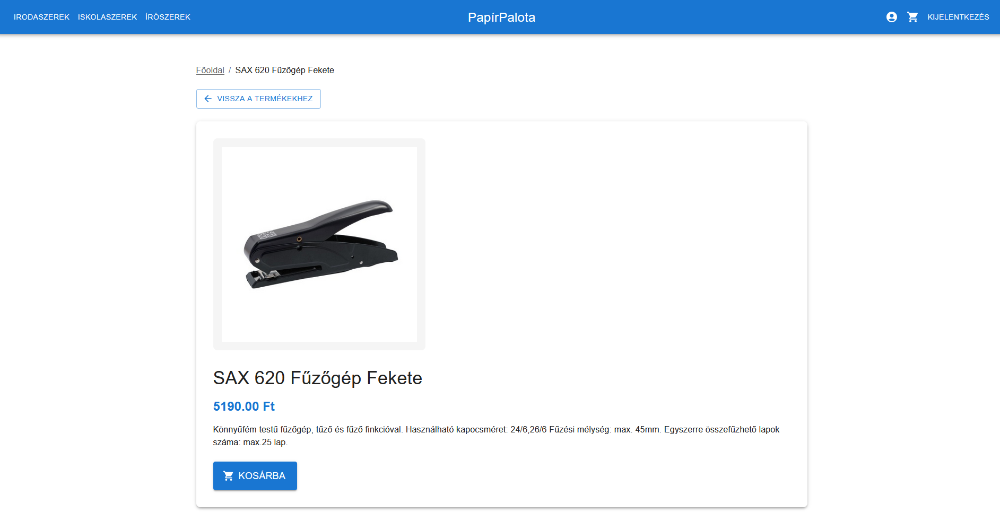 IRODASZEREK ISKOLASZEREK ÍRÓSZEREK PapírPalota KIJELENTKEZÉS
Főoldal / SAX 620 Fűzőgép Fekete
VISSZA A TERMÉKEKHEZ
SAX 620 Fűzőgép Fekete
5190.00 Ft
Könnyűfém testű fűzőgép, tűző és fűző finkcióval. Használható kapocsméret: 24/6,26/6 Fűzési mélység: max. 45mm. Egyszerre összefűzhető lapok
száma: max.25 lap.
KOSÁRBA